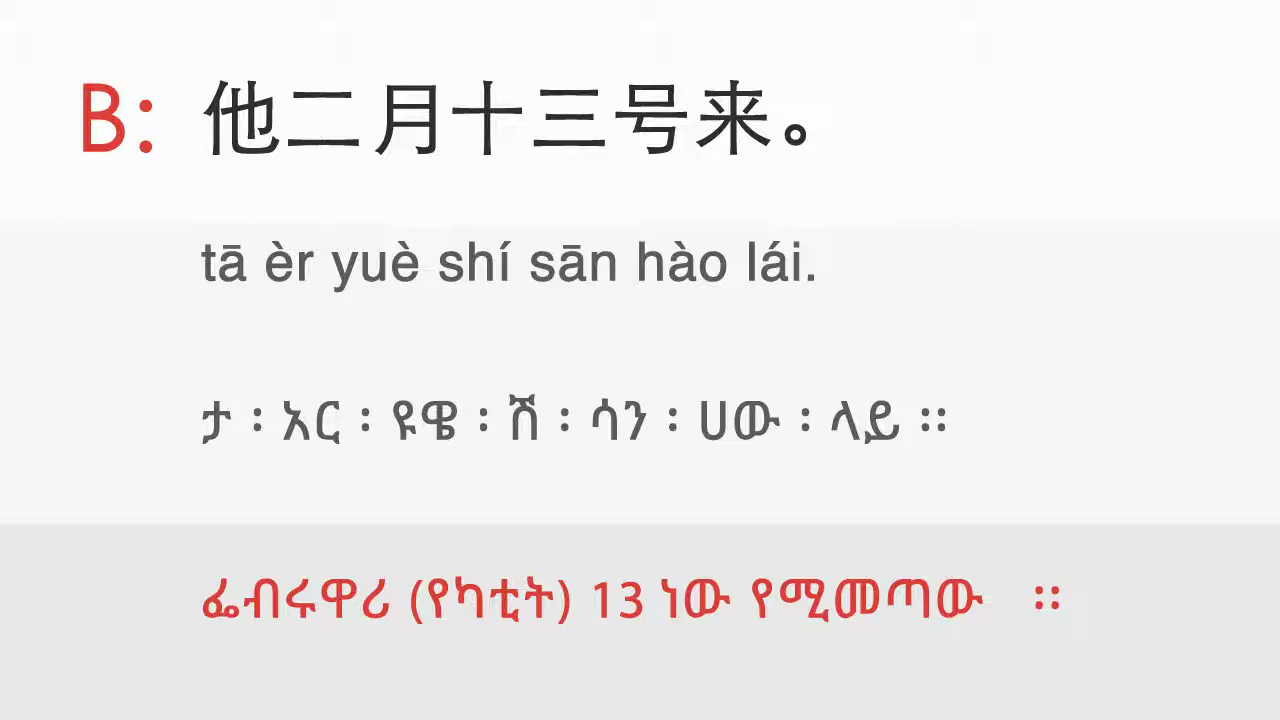 B: 他二月十三号来。
tā èr yuè shí sān hào lái.
ታ ፡ አር ፡ ዩዌ ፡ ሽ ፡ ሳን ፡ ሀው ፡ ላይ ።
ፌብሩዋሪ (የካቲት) 13 ነው የሚመጣው ።